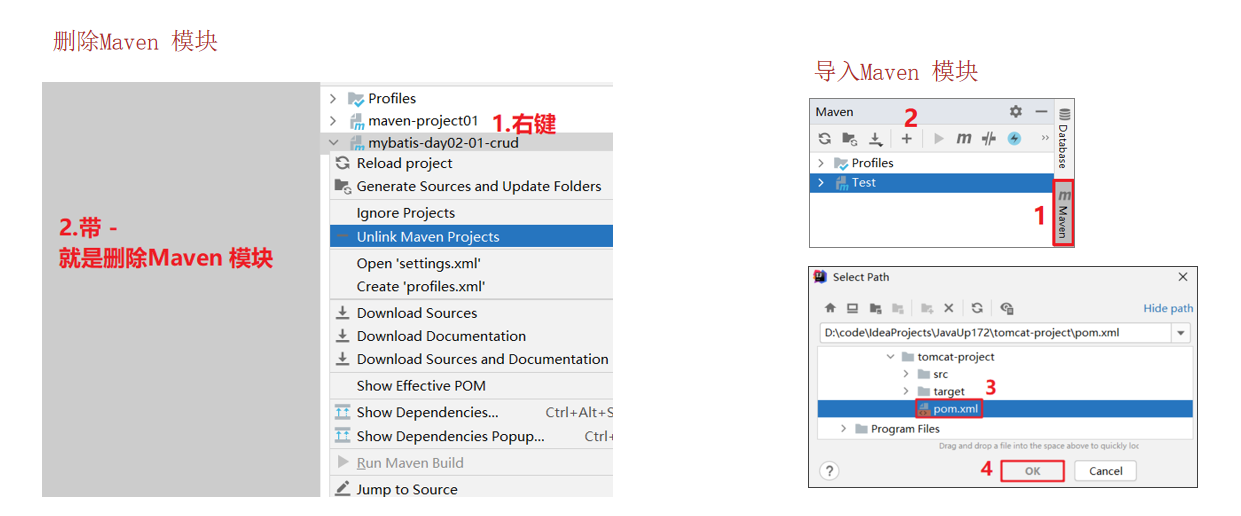 删除Maven 模块
Profiles
maven-project01
1.右键
mybatis-day02-01-crud
Reload project
Generate Sources and Update Folders
Ignore Projects
Unlink Maven Projects
Open 'settings.xml'
Create 'profiles.xml'
Download Sources
Download Documentation
Download Sources and Documentation
Show Effective POM
Show Dependencies... Ctrl+Alt+S
Show Dependencies Popup... Ctrl+
Run Maven Build
Jump to Source
2.带 -
就是删除Maven 模块
导入Maven 模块
Maven
2
m
Profiles
Test
Database
1
m Maven
Select Path
Hide path
D:\code\IdeaProjects\JavaUp172\tomcat-project\pom.xml
tomcat-project
src
target
3
pom.xml
Program Files
Drag and drop a file into the space above to quickly loc
?
4
OK
Cancel